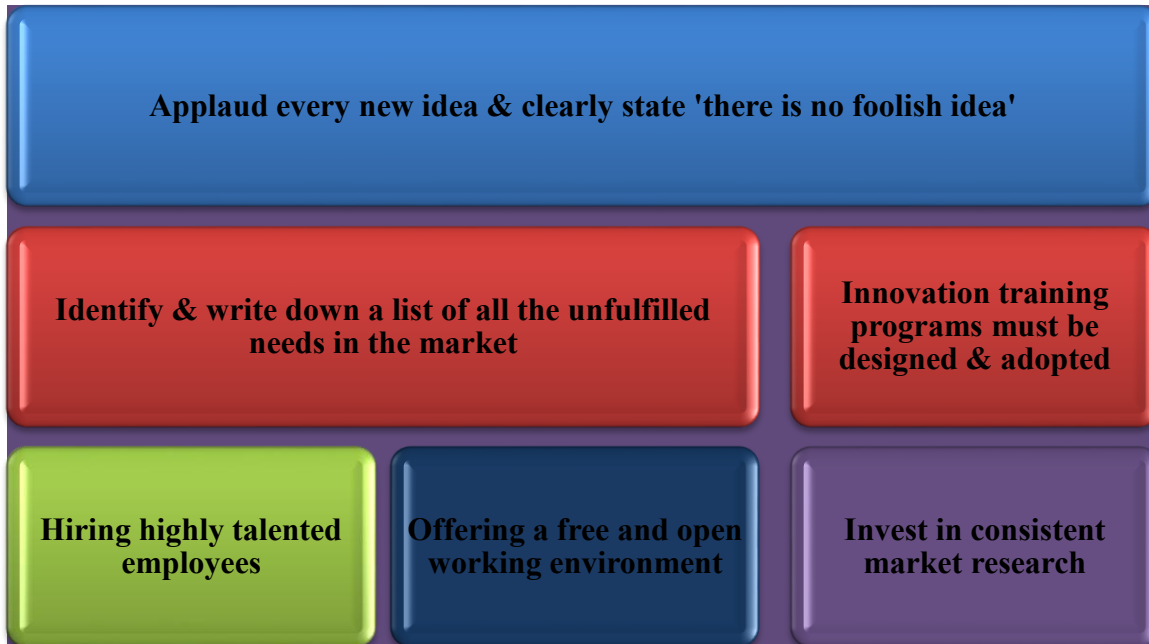 Applaud every new idea & clearly state 'there is no foolish idea'
Identify & write down a list of all the unfulfilled
needs in the market
Innovation training
programs must be
designed & adopted
Hiring highly talented
employees
Offering a free and open
working environment
Invest in consistent
market research